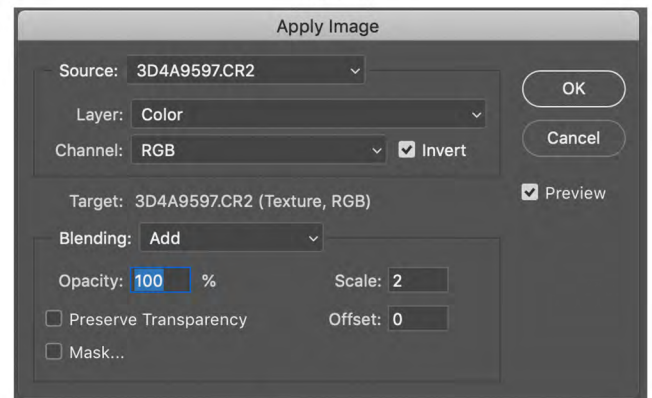 Apply Image
Source: 3D4A9597.CR2
OK
Layer: Color
Channel: RGB
Invert
Cancel
Target: 3D4A9597.CR2 (Texture, RGB)
Preview
Blending: Add
Opacity: 100 %
Scale: 2
Preserve Transparency
Offset: 0
Mask...